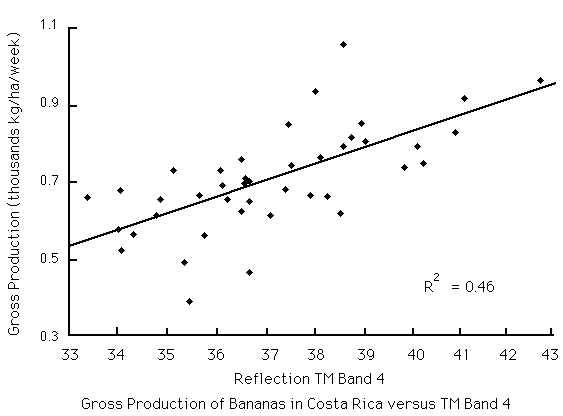 1.1
0.9
0.7
0.5
0.3
Gross Production (thousands kg/ha/week)
R2 = 0.46
33 34 35 36 37 38 39 40 41 42 43
Reflection TM Band 4
Gross Production of Bananas in Costa Rica versus TM Band 4